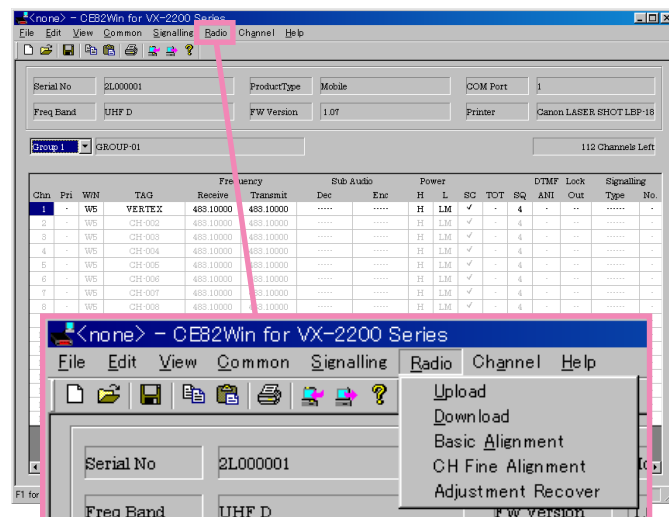 <none> - CE82Win for VX-2200 Series
File Edit View Common Signalling Radio Channel Help
Serial No 2L000001 ProductType Mobile COM Port 1
Freq Band UHF D FW Version 1.07 Printer Canon LASER SHOT LBP-18
Group 1 GROUP-01 112 Channels Left
Frequency Sub Audio Power DTMF Lock Signalling
Chn Pri W/N TAG Receive Transmit Dec Enc H L SC TOT SQ ANI Out Type No.
1 - W5 VERTEX 483.10000 483.10000 ----- ----- H LM ✓ - 4 - -- ------ -
2 - W5 CH-002 483.10000 483.10000 ----- ----- H LM ✓ - 4 - -- ------ -
3 - W5 CH-003 483.10000 483.10000 ----- ----- H LM ✓ - 4 - -- ------ -
4 - W5 CH-004 483.10000 483.10000 ----- ----- H LM ✓ - 4 - -- ------ -
5 - W5 CH-005 483.10000 483.10000 ----- ----- H LM ✓ - 4 - -- ------ -
6 - W5 CH-006 483.10000 483.10000 ----- ----- H LM ✓ - 4 - -- ------ -
7 - W5 CH-007 483.10000 483.10000 ----- ----- H LM ✓ - 4 - -- ------ -
8 - W5 CH-008 483.10000 483.10000 ----- ----- H LM ✓ - 4 - -- ------ -
<none> - CE82Win for VX-2200 Series
File Edit View Common Signalling Radio Channel Help
Upload
Download
Basic Alignment
CH Fine Alignment
Adjustment Recover
Serial No 2L000001
Freq Band UHF D FW Version
F1 for